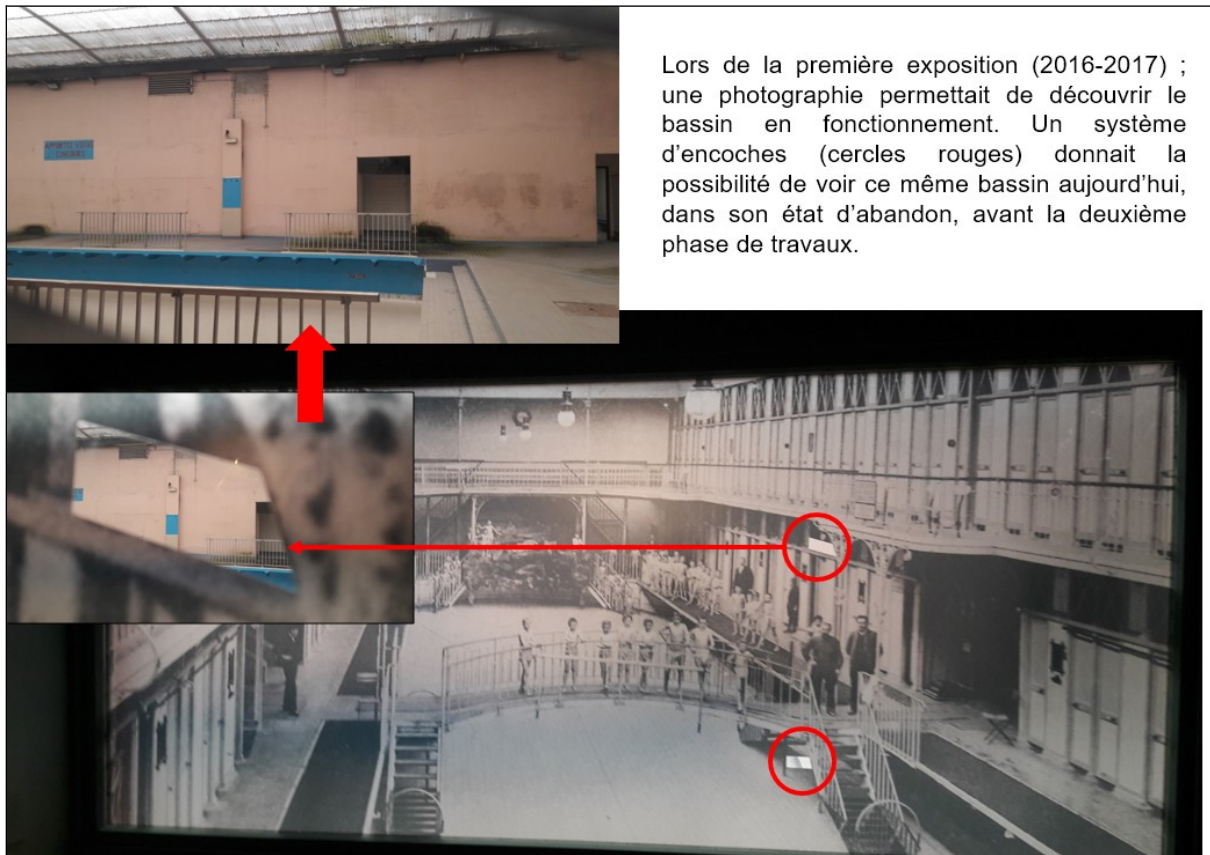 Lors de la première exposition (2016-2017) ;
une photographie permettait de découvrir le
bassin en fonctionnement. Un système
d'encoches (cercles rouges) donnait la
possibilité de voir ce même bassin aujourd'hui,
dans son état d'abandon, avant la deuxième
phase de travaux.